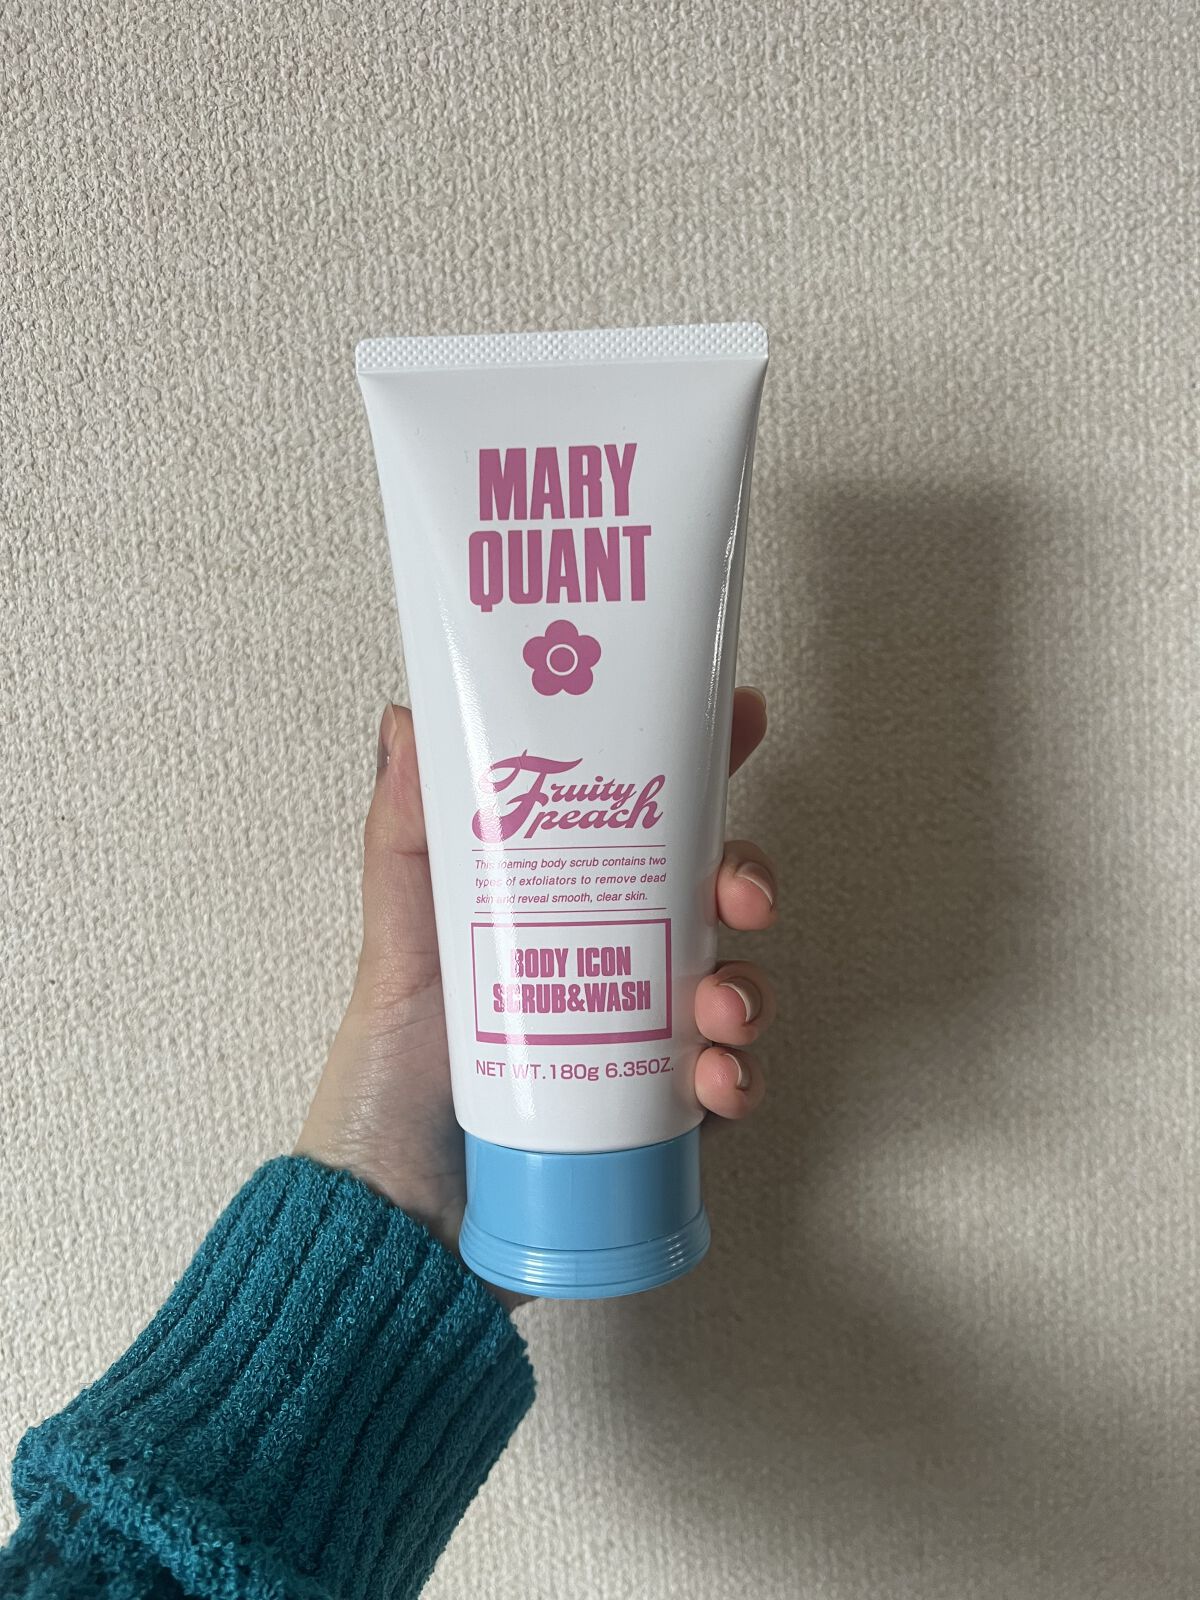 MARY
QUANT
Fruity
peach
This foaming body scrub contains two
types of exfoliators to remove dead
skin and reveal smooth, clear skin.
BODY ICON
SCRUB&WASH
NET WT.180g 6.35OZ.